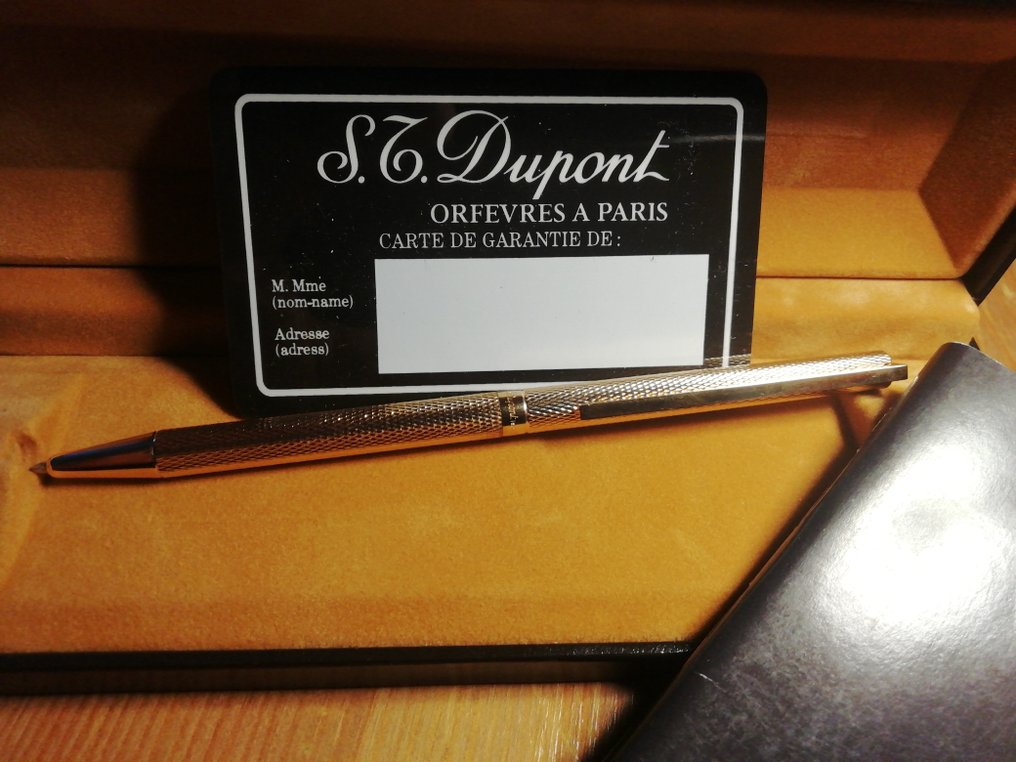 S.T. Dupont
ORFEVRES A PARIS
CARTE DE GARANTIE DE :
M. Mme
(nom-name)
Adresse
(adress)